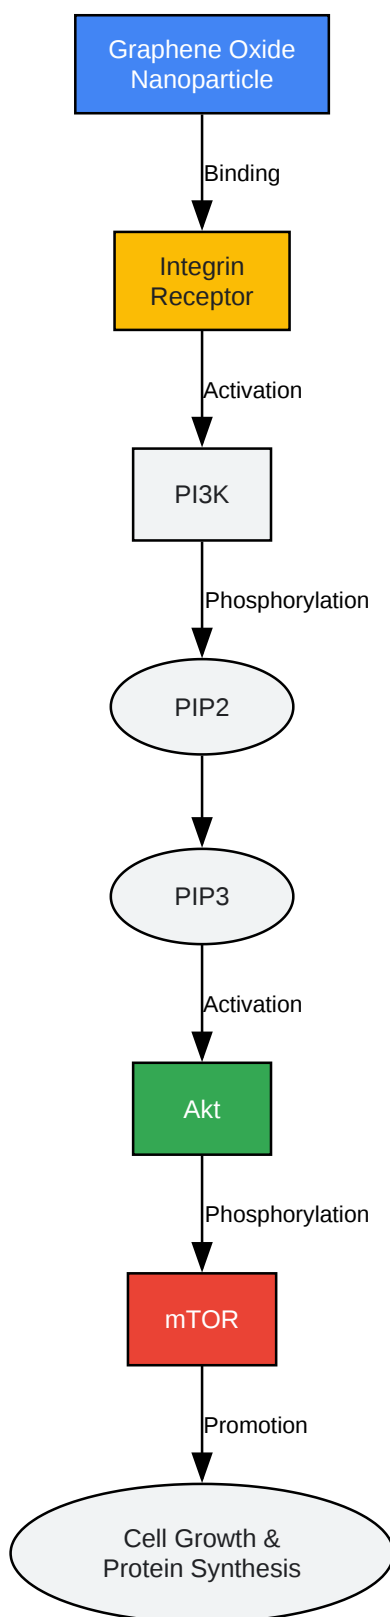 Graphene Oxide
Nanoparticle
Binding
Integrin
Receptor
Activation
PI3K
Phosphorylation
PIP2
PIP3
Activation
Akt
Phosphorylation
mTOR
Promotion
Cell Growth &
Protein Synthesis